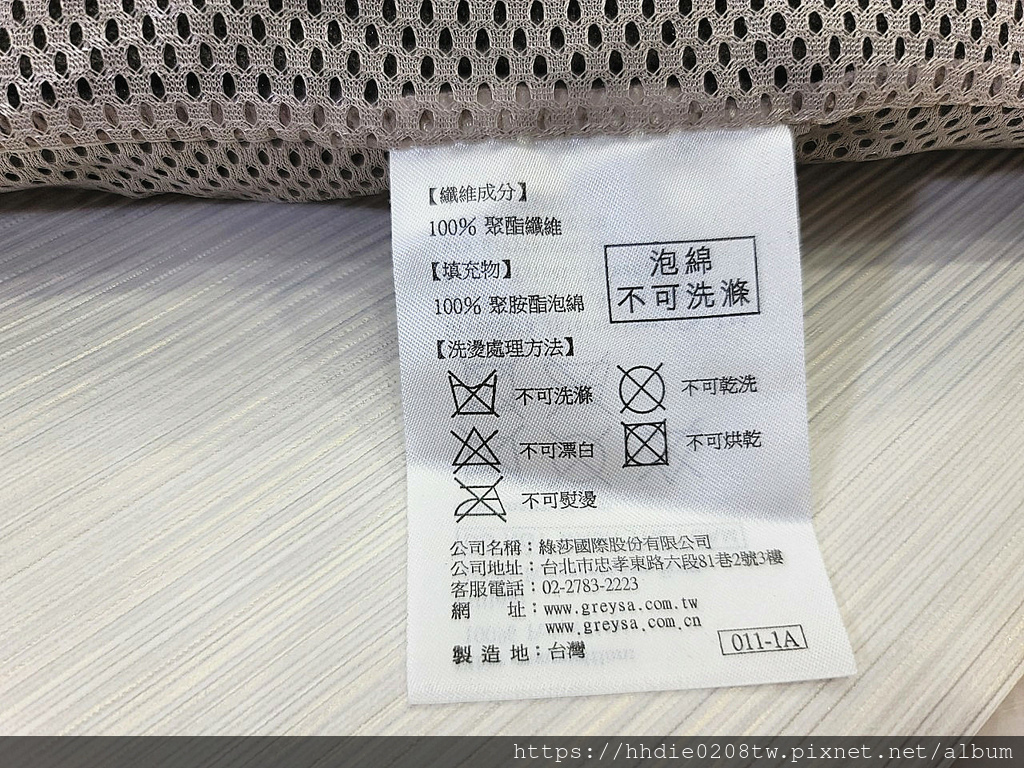 【纖維成分】
100% 聚酯纖維
【填充物】
100% 聚胺酯泡綿
泡綿
不可洗滌
【洗燙處理方法】
不可洗滌
不可乾洗
不可漂白
不可烘乾
不可熨燙
公司名稱：綠莎國際股份有限公司
公司地址：台北市忠孝東路六段81巷2號3樓
客服電話：02-2783-2223
網 址：www.greysa.com.tw
www.greysa.com.cn
製造地：台灣
011-1A
https://hhdie0208tw.pixnet.net/album